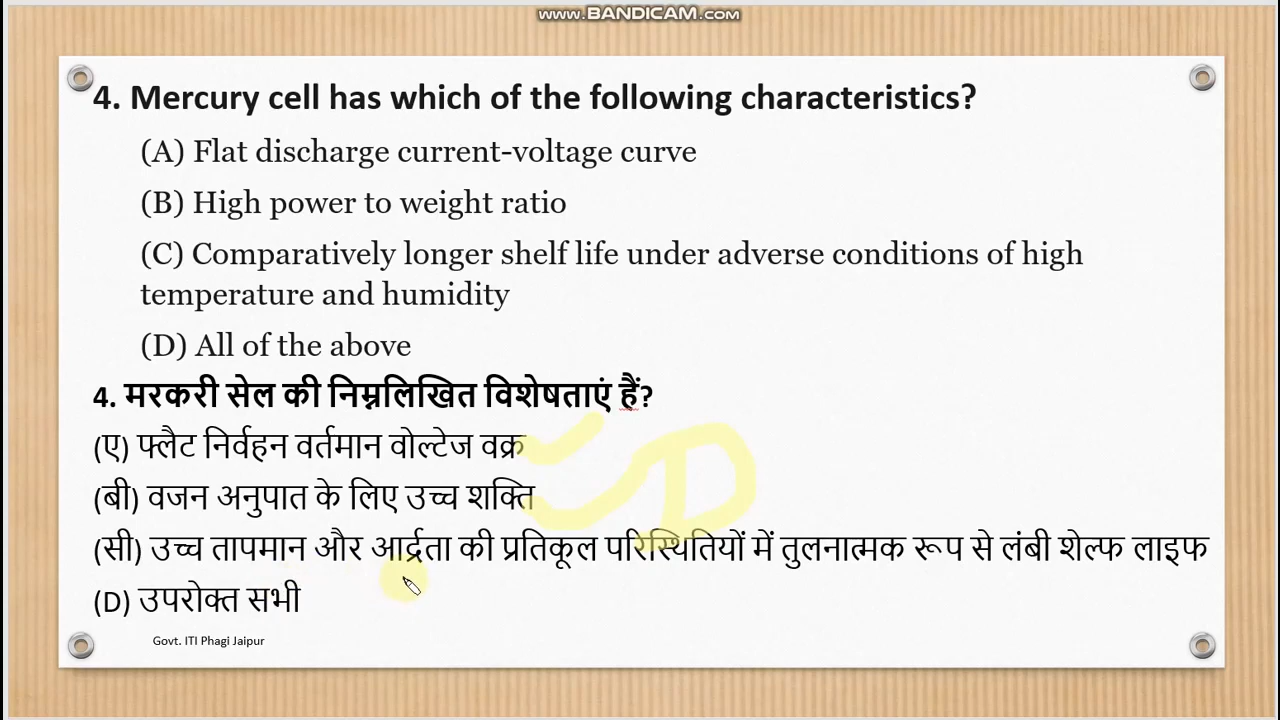 www.BANDICAM.com
4. Mercury cell has which of the following characteristics?
(A) Flat discharge current-voltage curve
(B) High power to weight ratio
(C) Comparatively longer shelf life under adverse conditions of high
temperature and humidity
(D) All of the above
4. मरकरी सेल की निम्नलिखित विशेषताएं हैं?
(ए) फ्लैट निर्वहन वर्तमान वोल्टेज वक्र
(बी) वजन अनुपात के लिए उच्च शक्ति
(सी) उच्च तापमान और आर्द्रता की प्रतिकूल परिस्थितियों में तुलनात्मक रूप से लंबी शेल्फ लाइफ
(D) उपरोक्त सभी
D
Govt. ITI Phagi Jaipur